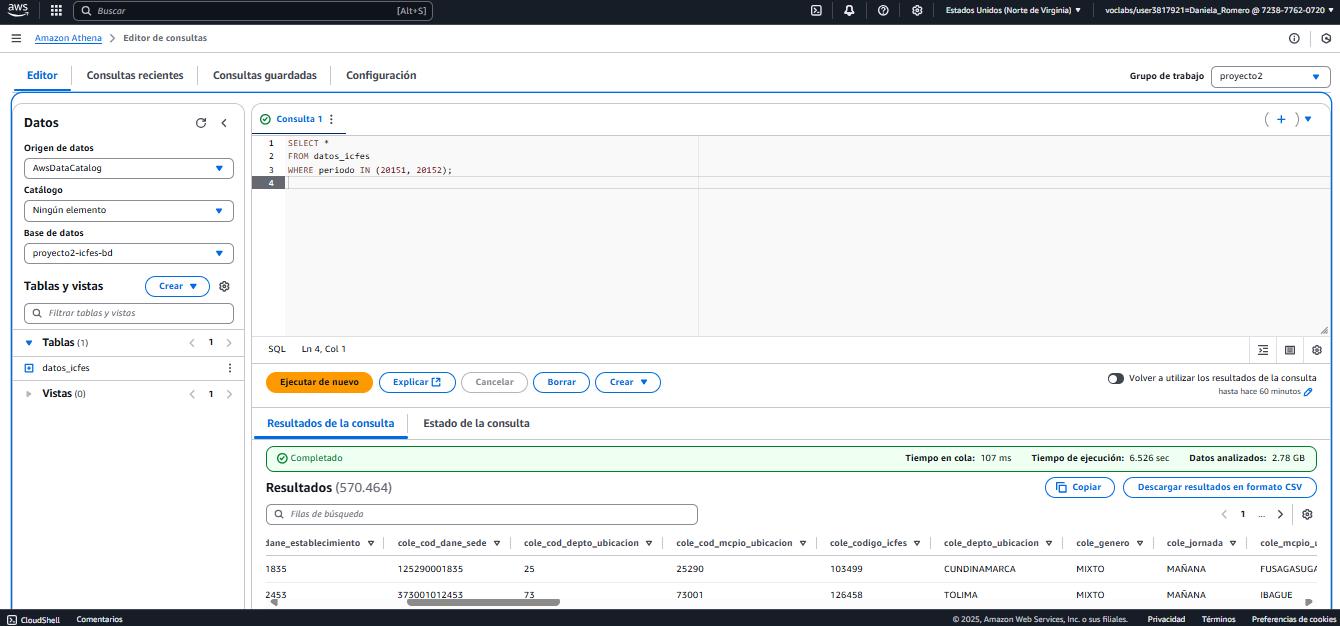 aws Buscar [Alt+S] Estados Unidos (Norte de Virginia) voclabs/user3817921=Daniela_Romero @ 7238-7762-0720
Amazon Athena Editor de consultas
Editor Consultas recientes Consultas guardadas Configuración Grupo de trabajo proyecto2
Datos
Origen de datos
AwsDataCatalog
Catálogo
Ningún elemento
Base de datos
proyecto2-icfes-bd
Tablas y vistas Crear
Filtrar tablas y vistas
Tablas (1) 1
datos_icfes
Vistas (0) 1
Consulta 1
1 SELECT *
2 FROM datos_icfes
3 WHERE periodo IN (20151, 20152);
4
SQL Ln 4, Col 1
Ejecutar de nuevo Explicar Cancelar Borrar Crear Volver a utilizar los resultados de la consulta
hasta hace 60 minutos
Resultados de la consulta Estado de la consulta
Completado Tiempo en cola: 107 ms Tiempo de ejecución: 6.526 sec Datos analizados: 2.78 GB
Resultados (570.464) Copiar Descargar resultados en formato CSV
Filas de búsqueda 1 ...
dane_establecimiento cole_cod_dane_sede cole_cod_depto_ubicacion cole_cod_mcpio_ubicacion cole_codigo_icfes cole_depto_ubicacion cole_genero cole_jornada cole_mcpio_u
1835 125290001835 25 25290 103499 CUNDINAMARCA MIXTO MAÑANA FUSAGASUGA
2453 373001012453 73 73001 126458 TOLIMA MIXTO MAÑANA IBAGUE
CloudShell Comentarios © 2025, Amazon Web Services, Inc. o sus filiales. Privacidad Términos Preferencias de cookies